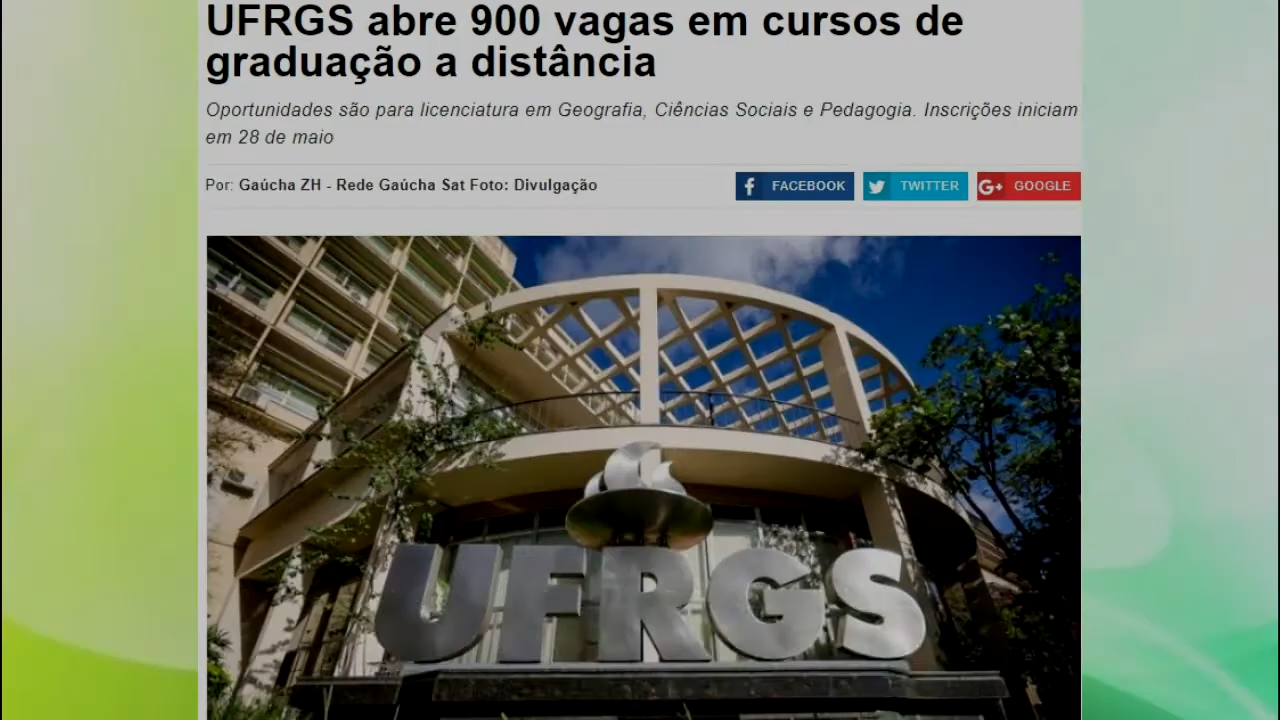 UFRGS abre 900 vagas em cursos de
graduação a distância
Oportunidades são para licenciatura em Geografia, Ciências Sociais e Pedagogia. Inscrições iniciam
em 28 de maio
Por: Gaúcha ZH - Rede Gaúcha Sat Foto: Divulgação
FACEBOOK
TWITTER
G+ GOOGLE
UFRGS